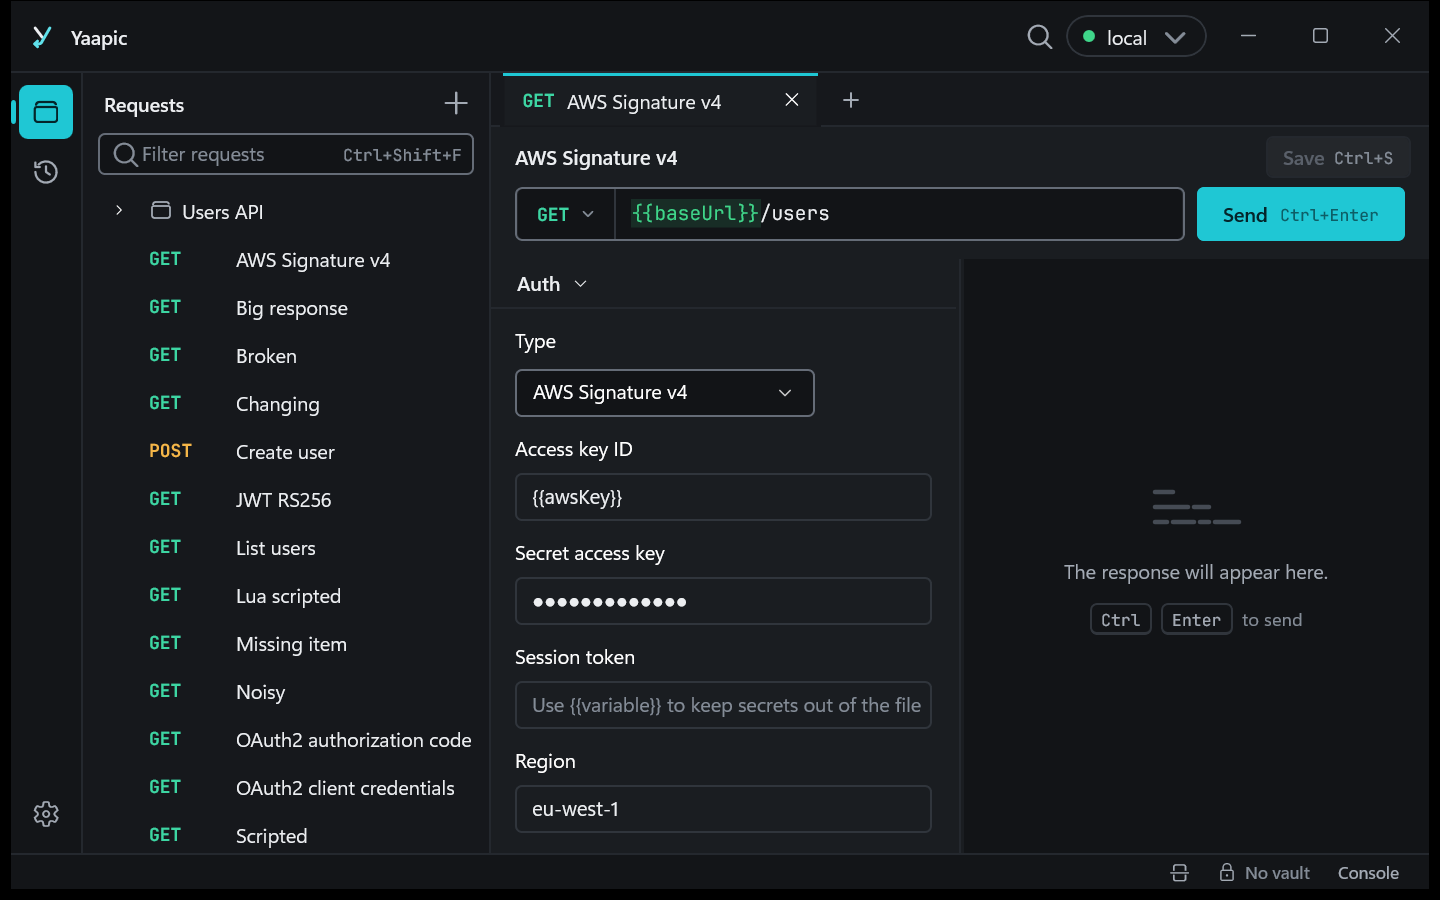 Yaapic
local
Requests
Filter requests Ctrl+Shift+F
Users API
GET AWS Signature v4
GET Big response
GET Broken
GET Changing
POST Create user
GET JWT RS256
GET List users
GET Lua scripted
GET Missing item
GET Noisy
GET OAuth2 authorization code
GET OAuth2 client credentials
GET Scripted
GET AWS Signature v4
AWS Signature v4
Save Ctrl+S
GET {{baseUrl}}/users
Send Ctrl+Enter
Auth
Type
AWS Signature v4
Access key ID
{{awsKey}}
Secret access key
●●●●●●●●●●●●●
Session token
Use {{variable}} to keep secrets out of the file
Region
eu-west-1
The response will appear here.
Ctrl Enter to send
No vault
Console